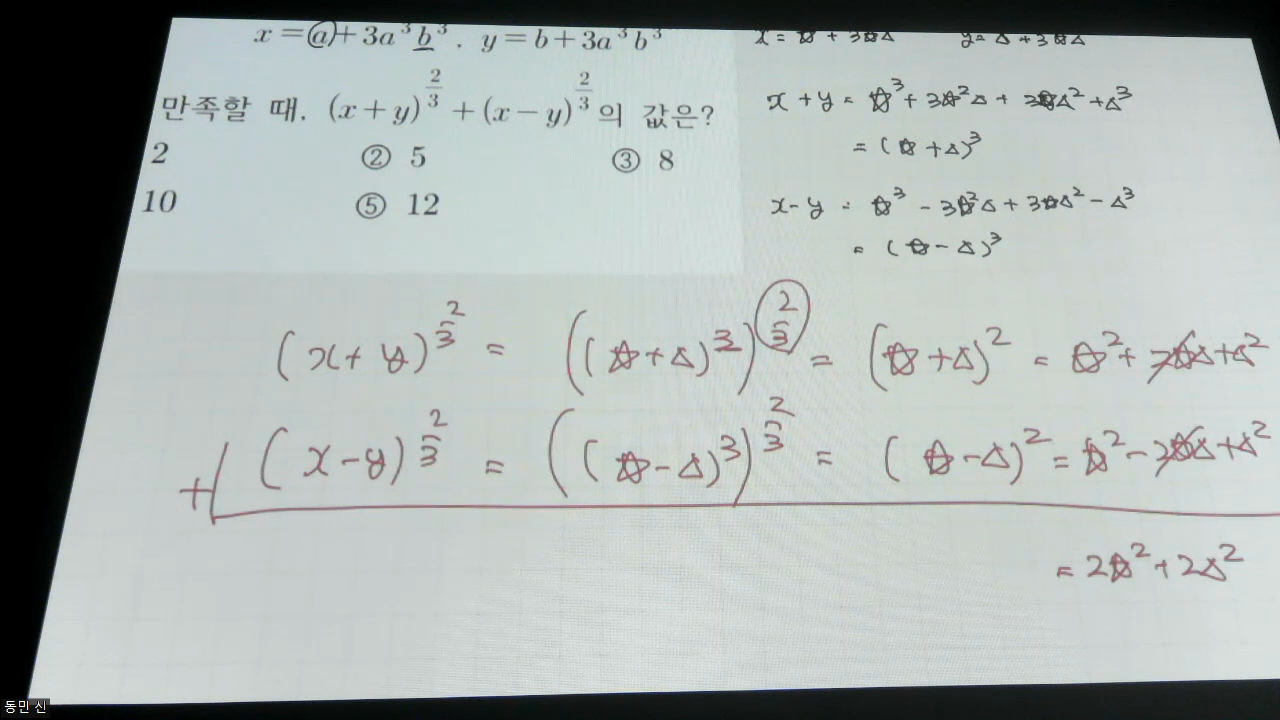 x = a + 3a³b³. y = b + 3a³b³
만족할 때, (x+y)^(2/3) + (x−y)^(2/3)의 값은?
2 ② 5 ③ 8
10 ⑤ 12
x = ☆ + 3☆△ y = △ + 3☆△
x + y = ☆³ + 3☆²△ + 3☆△² + △³
= (☆ + △)³
x - y = ☆³ - 3☆²△ + 3☆△² - △³
= (☆ - △)³
(x + y)^(2/3) = ((☆ + △)³)^(2/3) = (☆ + △)² = ☆² + 2☆△ + △²
+ (x - y)^(2/3) = ((☆ - △)³)^(2/3) = (☆ - △)² = ☆² - 2☆△ + △²
= 2☆² + 2△²
동민 신